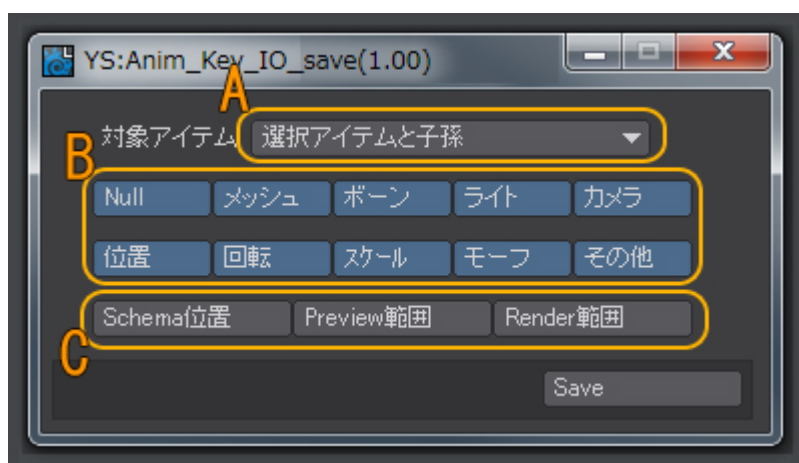 YS:Anim_Key_IO_save(1.00)
A
対象アイテム 選択アイテムと子孫
B
Null メッシュ ボーン ライト カメラ
位置 回転 スケール モーフ その他
Schema位置 Preview範囲 Render範囲
C
Save